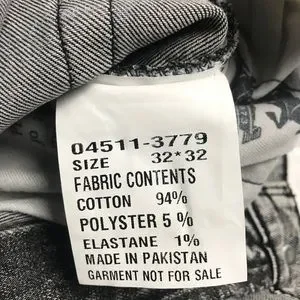 04511-3779
SIZE 32*32
FABRIC CONTENTS
COTTON 94%
POLYSTER 5 %
ELASTANE 1%
MADE IN PAKISTAN
GARMENT NOT FOR SALE